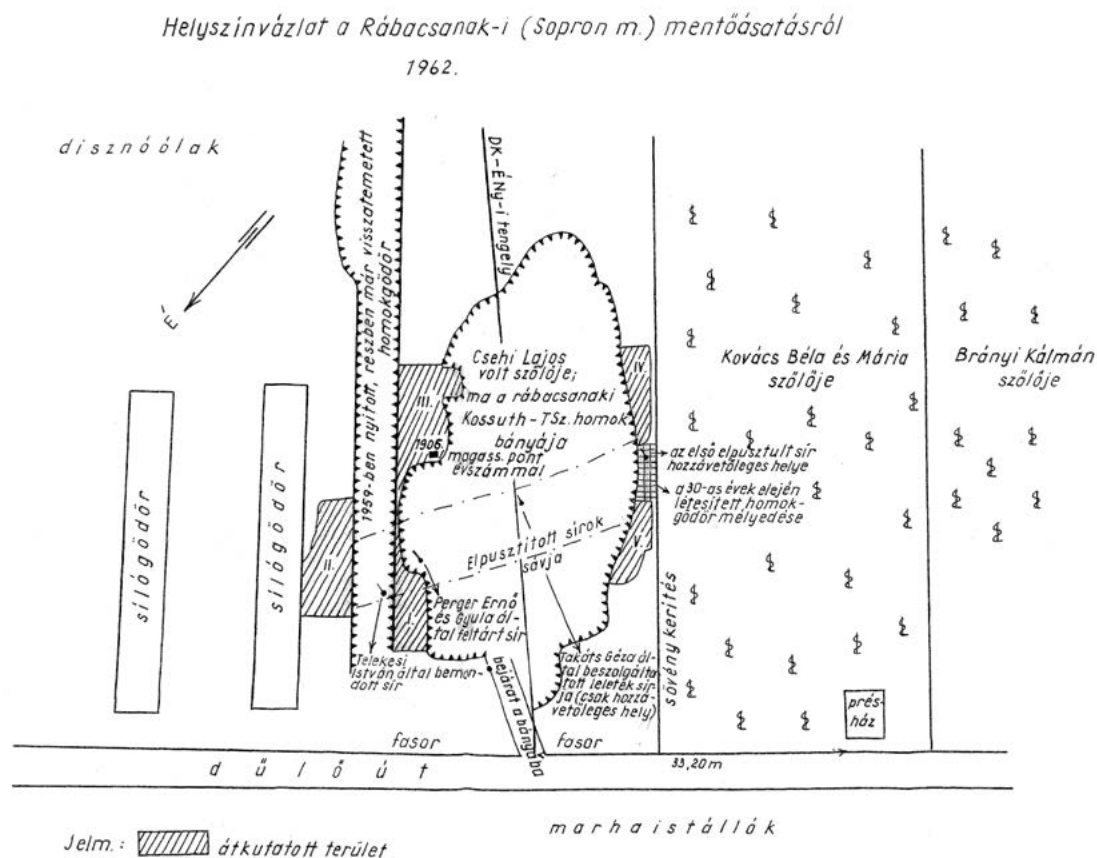 Helyszínvázlat a Rábacsanak-i (Sopron m.) mentőásatásról
1962.
disznóólak
É
silógödör
silógödör
1959-ben nyitott, részben már visszatemetett
homokgödör
DK-ÉNy-i tengely
Csehi Lajos
volt szőlője;
ma a rábacsanaki
Kossuth-TSz. homok
bányája
III.
1906.
magass. pont
évszámmal
IV.
Kovács Béla és Mária
szőlője
Brányi Kálmán
szőlője
az első elpusztult sír
hozzávetőleges helye
a 30-as évek elején
létesített homok-
gödör mélyedése
II.
Elpusztított sírok
sávja
V.
I.
Perger Ernő
és Gyula ál-
tal feltárt sír
Telekesi
István által bemon-
dott sír
Takáts Géza ál-
tal beszolgálta-
tott leletek sír-
ja (csak hozzá-
vetőleges hely)
sövénykerítés
prés-
ház
bejárat a bányába
fasor
fasor
dűlőút
33,20 m
marhaistállók
Jelm.: átkutatott terület